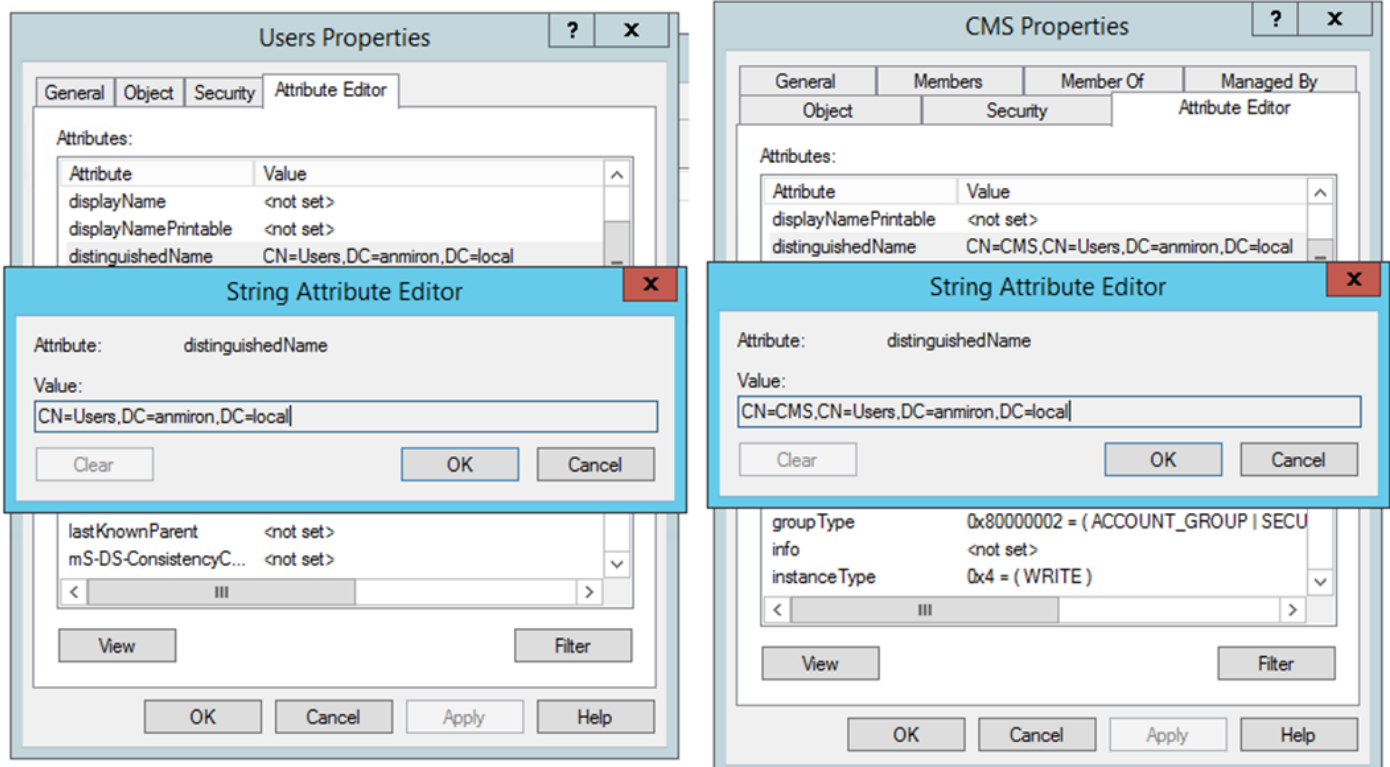 Users Properties
? x
General Object Security Attribute Editor
Attributes:
Attribute Value
displayName <not set>
displayNamePrintable <not set>
distinguishedName CN=Users,DC=anmiron,DC=local
String Attribute Editor
x
Attribute: distinguishedName
Value:
CN=Users,DC=anmiron,DC=local
Clear OK Cancel
lastKnownParent <not set>
mS-DS-ConsistencyC... <not set>
View Filter
OK Cancel Apply Help
CMS Properties
? x
General Members Member Of Managed By
Object Security Attribute Editor
Attributes:
Attribute Value
displayNamePrintable <not set>
distinguishedName CN=CMS,CN=Users,DC=anmiron,DC=local
String Attribute Editor
x
Attribute: distinguishedName
Value:
CN=CMS,CN=Users,DC=anmiron,DC=local
Clear OK Cancel
groupType 0x80000002 = ( ACCOUNT_GROUP | SECU
info <not set>
instanceType 0x4 = ( WRITE )
View Filter
OK Cancel Apply Help